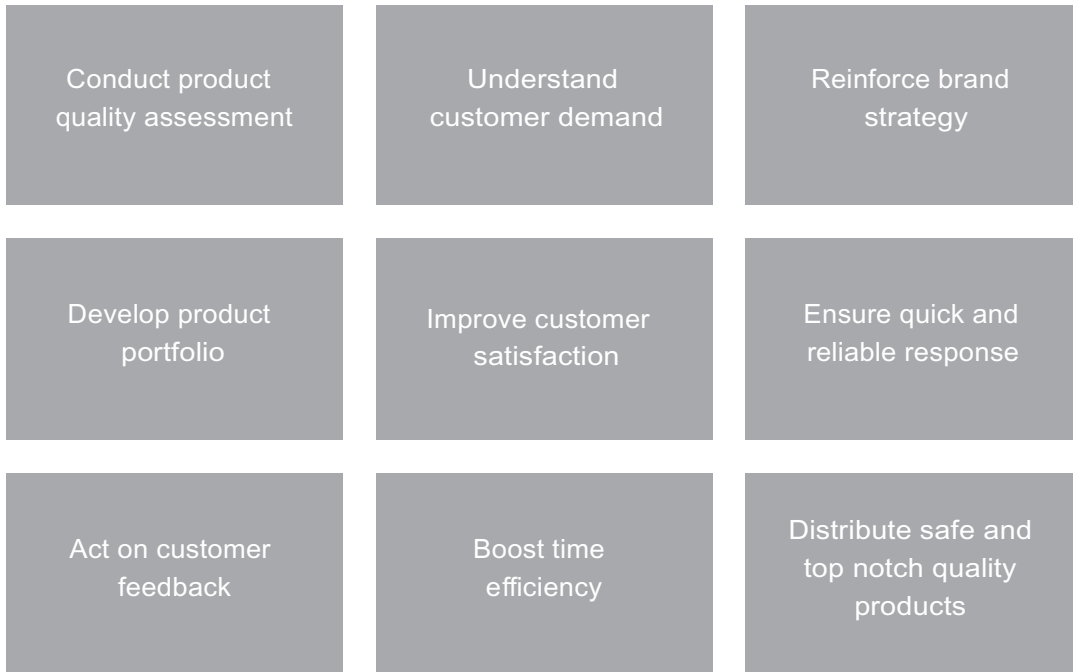 Conduct product
quality assessment
Understand
customer demand
Reinforce brand
strategy
Develop product
portfolio
Improve customer
satisfaction
Ensure quick and
reliable response
Act on customer
feedback
Boost time
efficiency
Distribute safe and
top notch quality
products